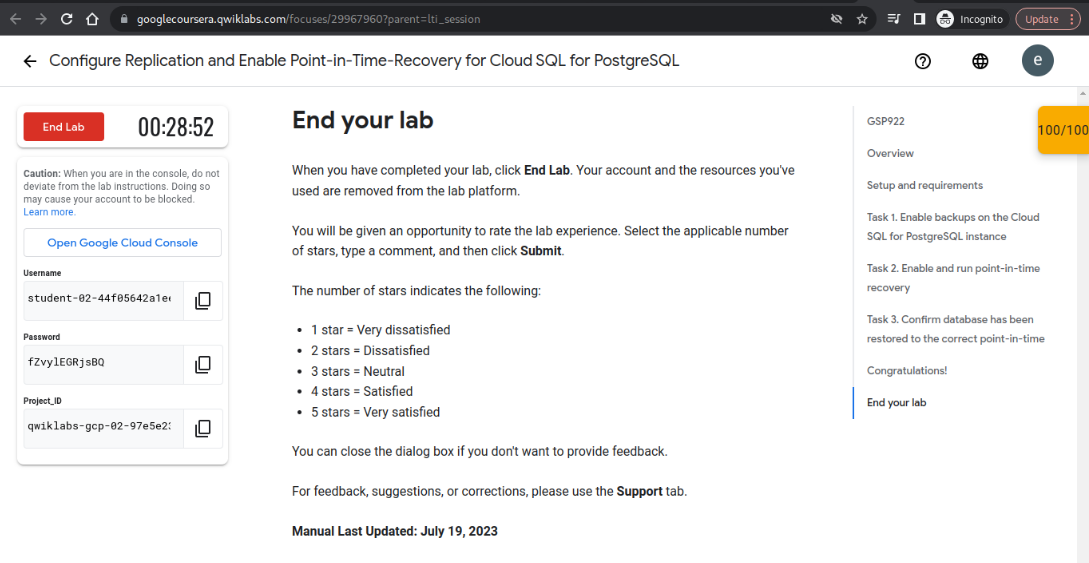 googlecoursera.qwiklabs.com/focuses/29967960?parent=lti_session
Incognito
Update
Configure Replication and Enable Point-in-Time-Recovery for Cloud SQL for PostgreSQL
e
End Lab
00:28:52
Caution: When you are in the console, do not
deviate from the lab instructions. Doing so
may cause your account to be blocked.
Learn more.
Open Google Cloud Console
Username
student-02-44f05642a1e
Password
fZvylEGRjsBQ
Project_ID
qwiklabs-gcp-02-97e5e2
End your lab
When you have completed your lab, click End Lab. Your account and the resources you've
used are removed from the lab platform.
You will be given an opportunity to rate the lab experience. Select the applicable number
of stars, type a comment, and then click Submit.
The number of stars indicates the following:
• 1 star = Very dissatisfied
• 2 stars = Dissatisfied
• 3 stars = Neutral
• 4 stars = Satisfied
• 5 stars = Very satisfied
You can close the dialog box if you don't want to provide feedback.
For feedback, suggestions, or corrections, please use the Support tab.
Manual Last Updated: July 19, 2023
GSP922
100/100
Overview
Setup and requirements
Task 1. Enable backups on the Cloud
SQL for PostgreSQL instance
Task 2. Enable and run point-in-time
recovery
Task 3. Confirm database has been
restored to the correct point-in-time
Congratulations!
End your lab